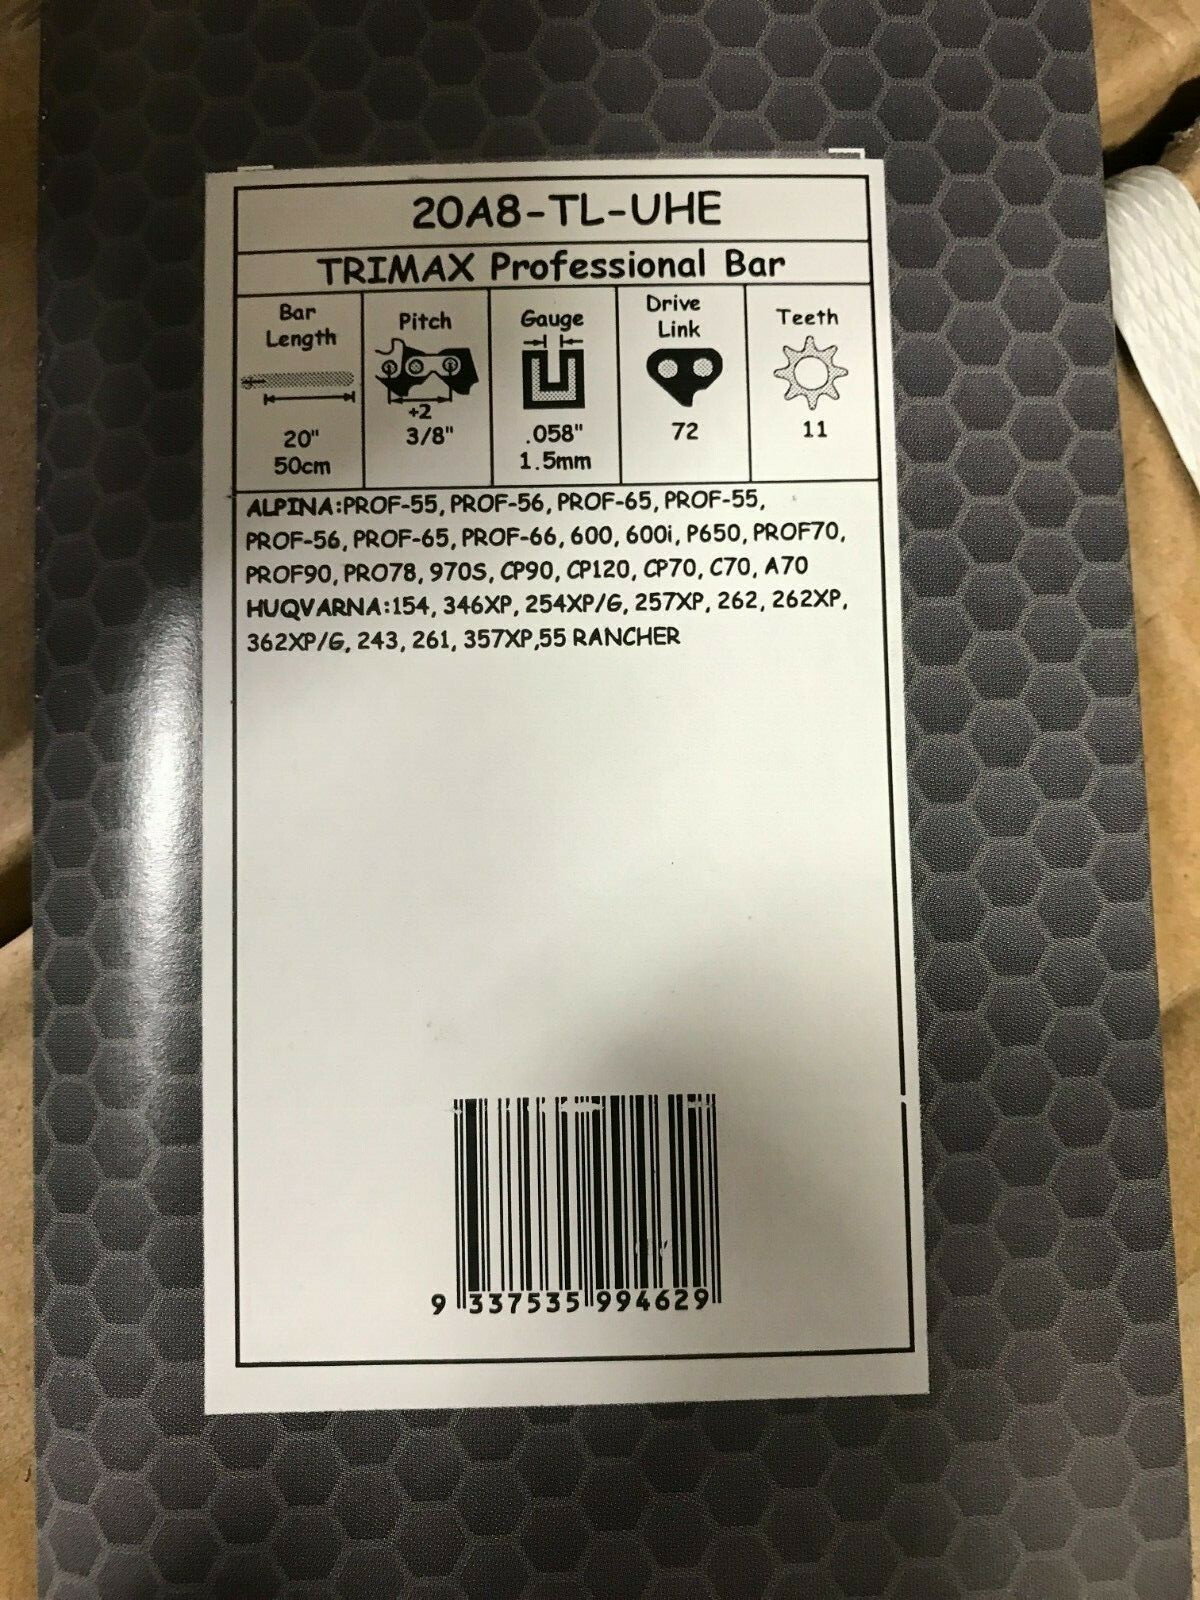 20A8-TL-UHE
TRIMAX Professional Bar
Bar Length
Pitch
Gauge
Drive Link
Teeth
÷2
20" 50cm
3/8"
.058" 1.5mm
72
11
ALPINA:PROF-55, PROF-56, PROF-65, PROF-55,
PROF-56, PROF-65, PROF-66, 600, 600i, P650, PROF70,
PROF90, PRO78, 970S, CP90, CP120, CP70, C70, A70
HUQVARNA:154, 346XP, 254XP/G, 257XP, 262, 262XP,
362XP/G, 243, 261, 357XP,55 RANCHER
9 337535 994629